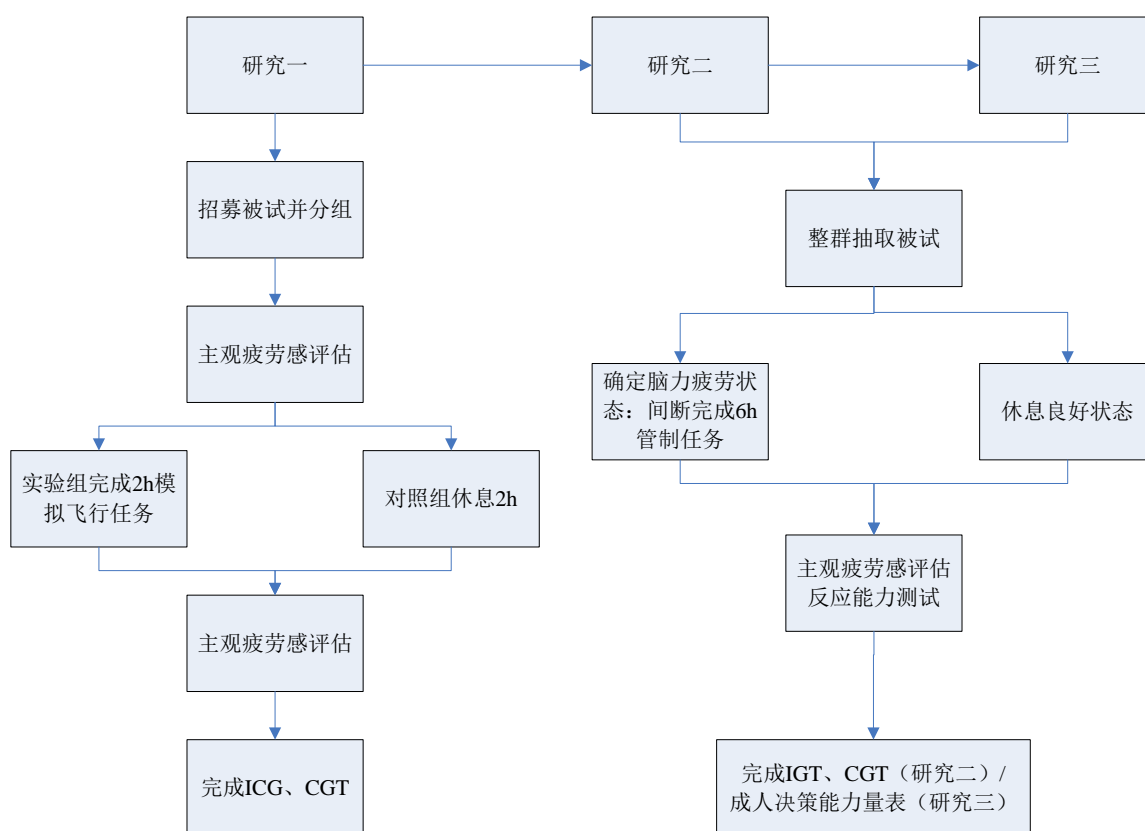 研究一
研究二
研究三
招募被试并分组
整群抽取被试
主观疲劳感评估
确定脑力疲劳状
态：间断完成6h
管制任务
休息良好状态
实验组完成2h模
拟飞行任务
对照组休息2h
主观疲劳感评估
反应能力测试
主观疲劳感评估
完成ICG、CGT
完成IGT、CGT（研究二）/
成人决策能力量表（研究三）